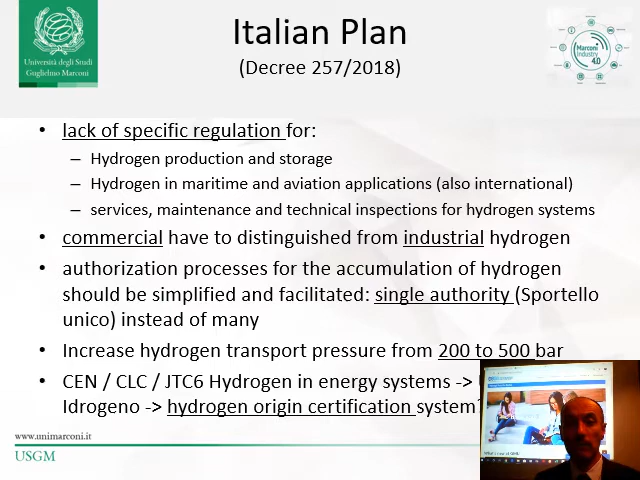 Università degli Studi
Guglielmo Marconi
Italian Plan
(Decree 257/2018)
Marconi
Industry
4.0
• lack of specific regulation for:
– Hydrogen production and storage
– Hydrogen in maritime and aviation applications (also international)
– services, maintenance and technical inspections for hydrogen systems
• commercial have to distinguished from industrial hydrogen
• authorization processes for the accumulation of hydrogen
should be simplified and facilitated: single authority (Sportello
unico) instead of many
• Increase hydrogen transport pressure from 200 to 500 bar
• CEN / CLC / JTC6 Hydrogen in energy systems ->
Idrogeno -> hydrogen origin certification system
www.unimarconi.it
USGM